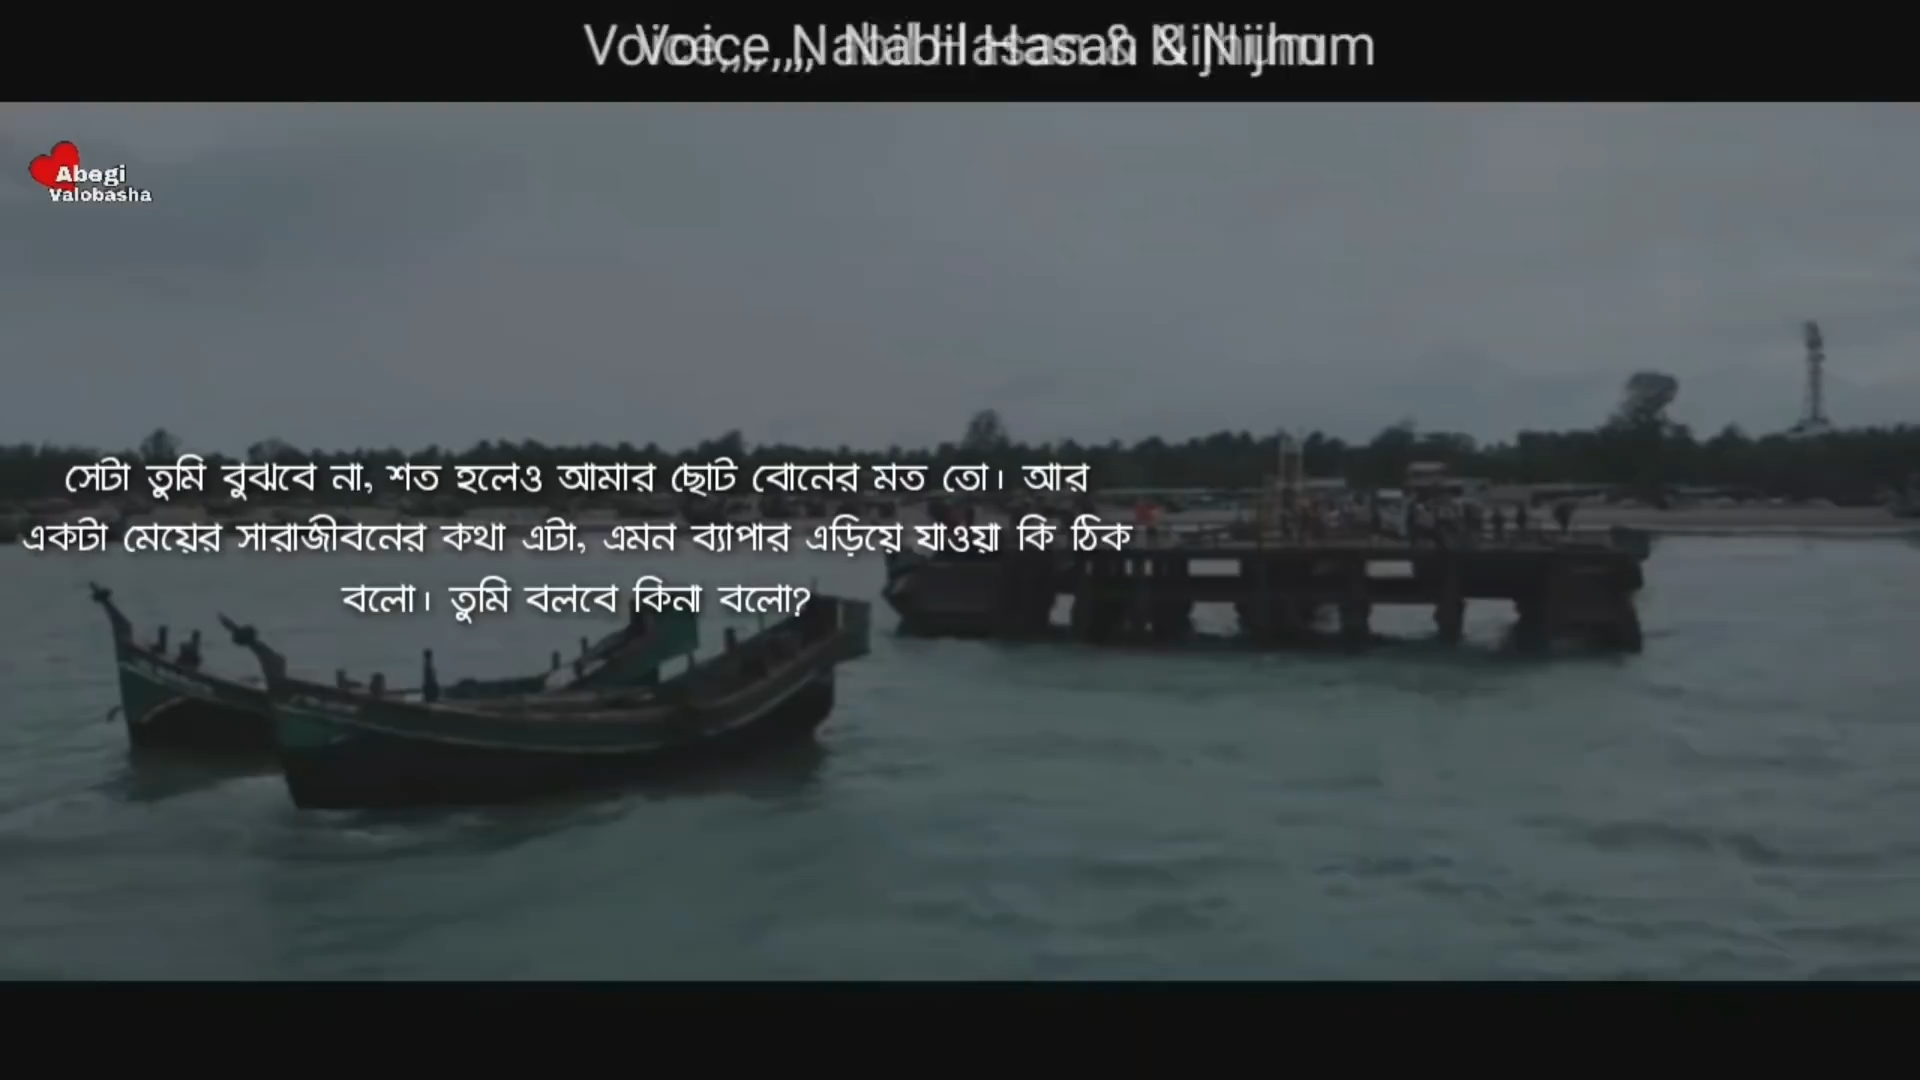 Voice,,,,, Nabil Hasan & Nijhum
Abegi
Valobasha
সেটা তুমি বুঝবে না, শত হলেও আমার ছোট বোনের মত তো। আর
একটা মেয়ের সারাজীবনের কথা এটা, এমন ব্যাপার এড়িয়ে যাওয়া কি ঠিক
বলো। তুমি বলবে কিনা বলো?